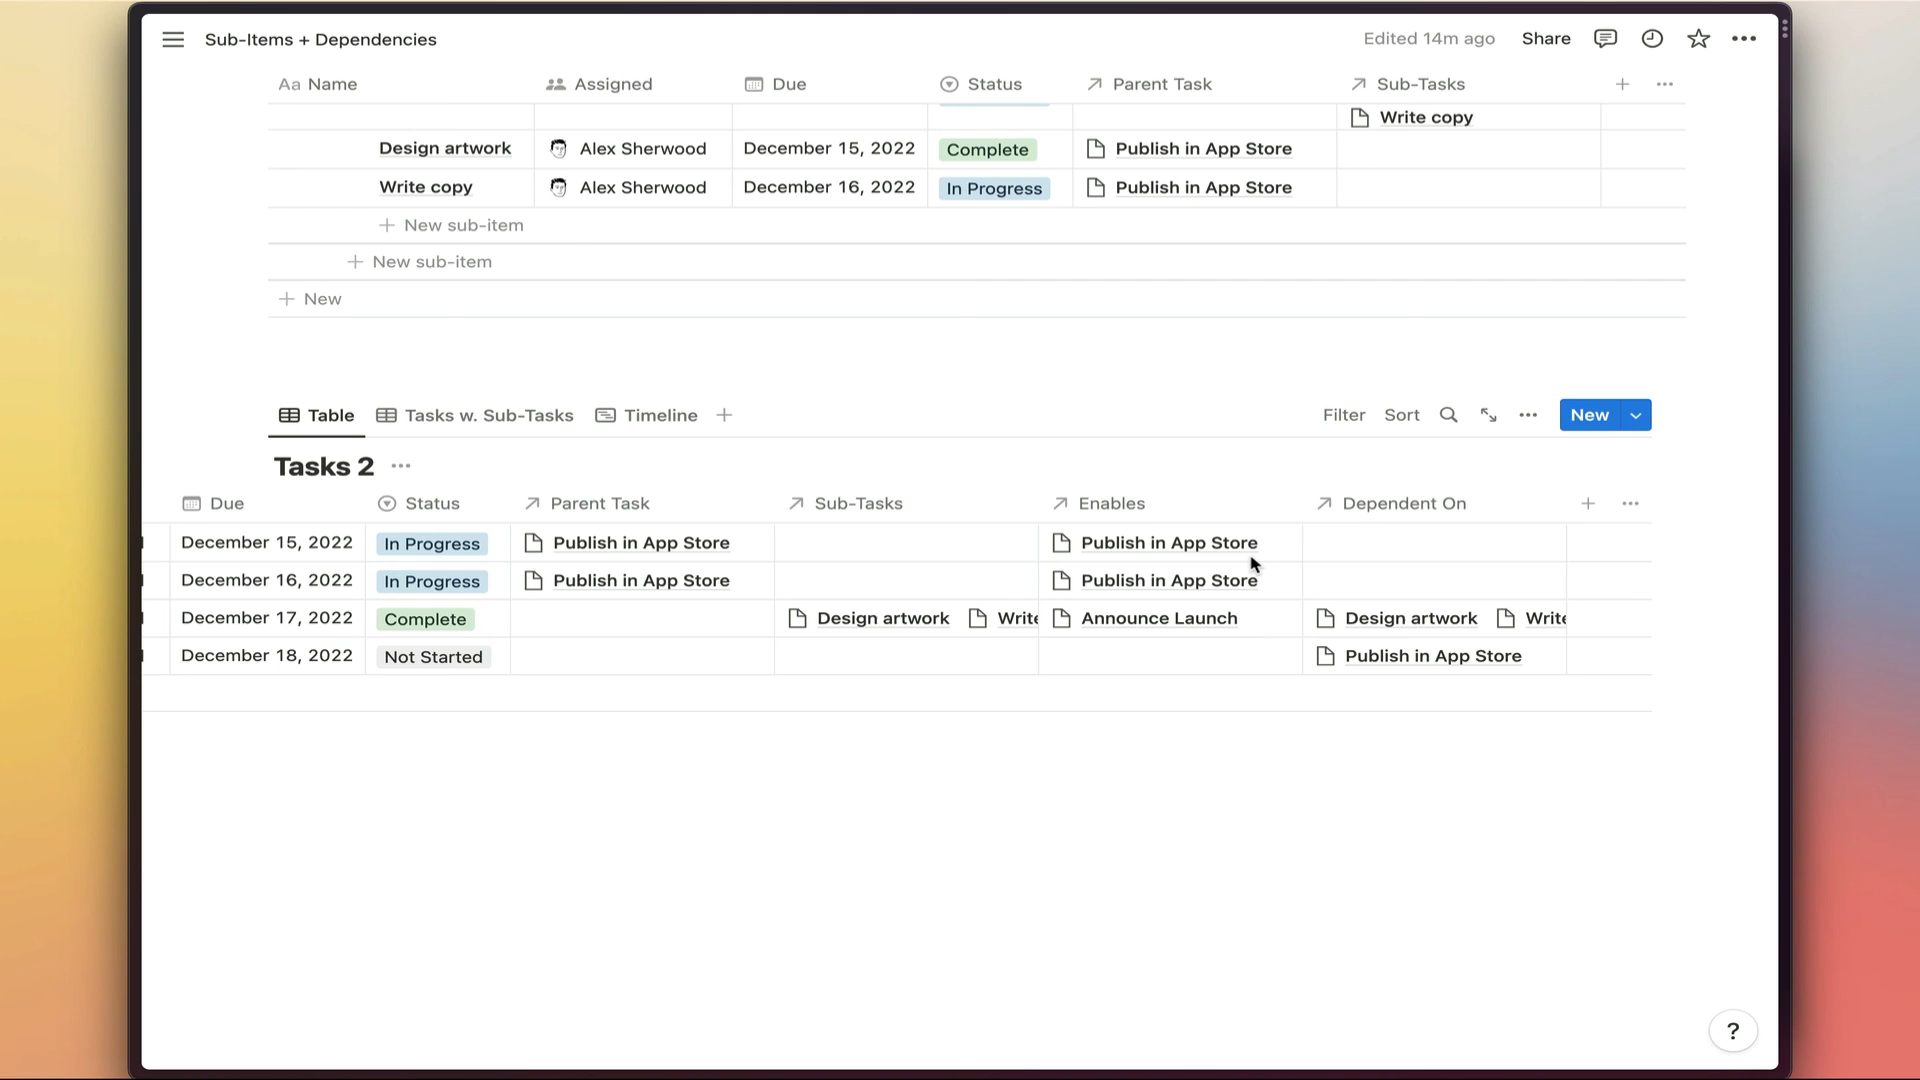 Sub-Items + Dependencies Edited 14m ago Share
Aa Name Assigned Due Status Parent Task Sub-Tasks
Write copy
Design artwork Alex Sherwood December 15, 2022 Complete Publish in App Store
Write copy Alex Sherwood December 16, 2022 In Progress Publish in App Store
+ New sub-item
+ New sub-item
+ New
Table Tasks w. Sub-Tasks Timeline + Filter Sort New
Tasks 2
Due Status Parent Task Sub-Tasks Enables Dependent On
December 15, 2022 In Progress Publish in App Store Publish in App Store
December 16, 2022 In Progress Publish in App Store Publish in App Store
December 17, 2022 Complete Design artwork Write Announce Launch Design artwork Write
December 18, 2022 Not Started Publish in App Store
?